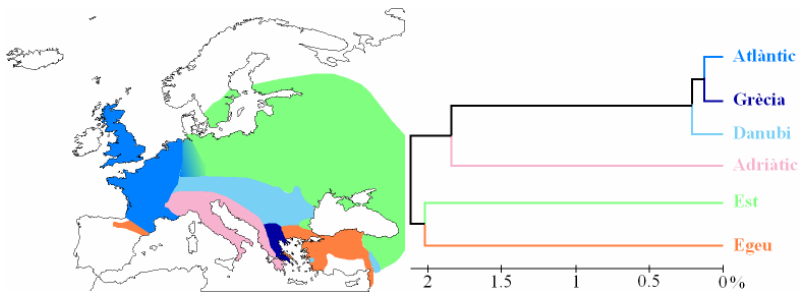 Atlàntic
Grècia
Danubi
Adriàtic
Est
Egeu
2 1.5 1 0.5 0%